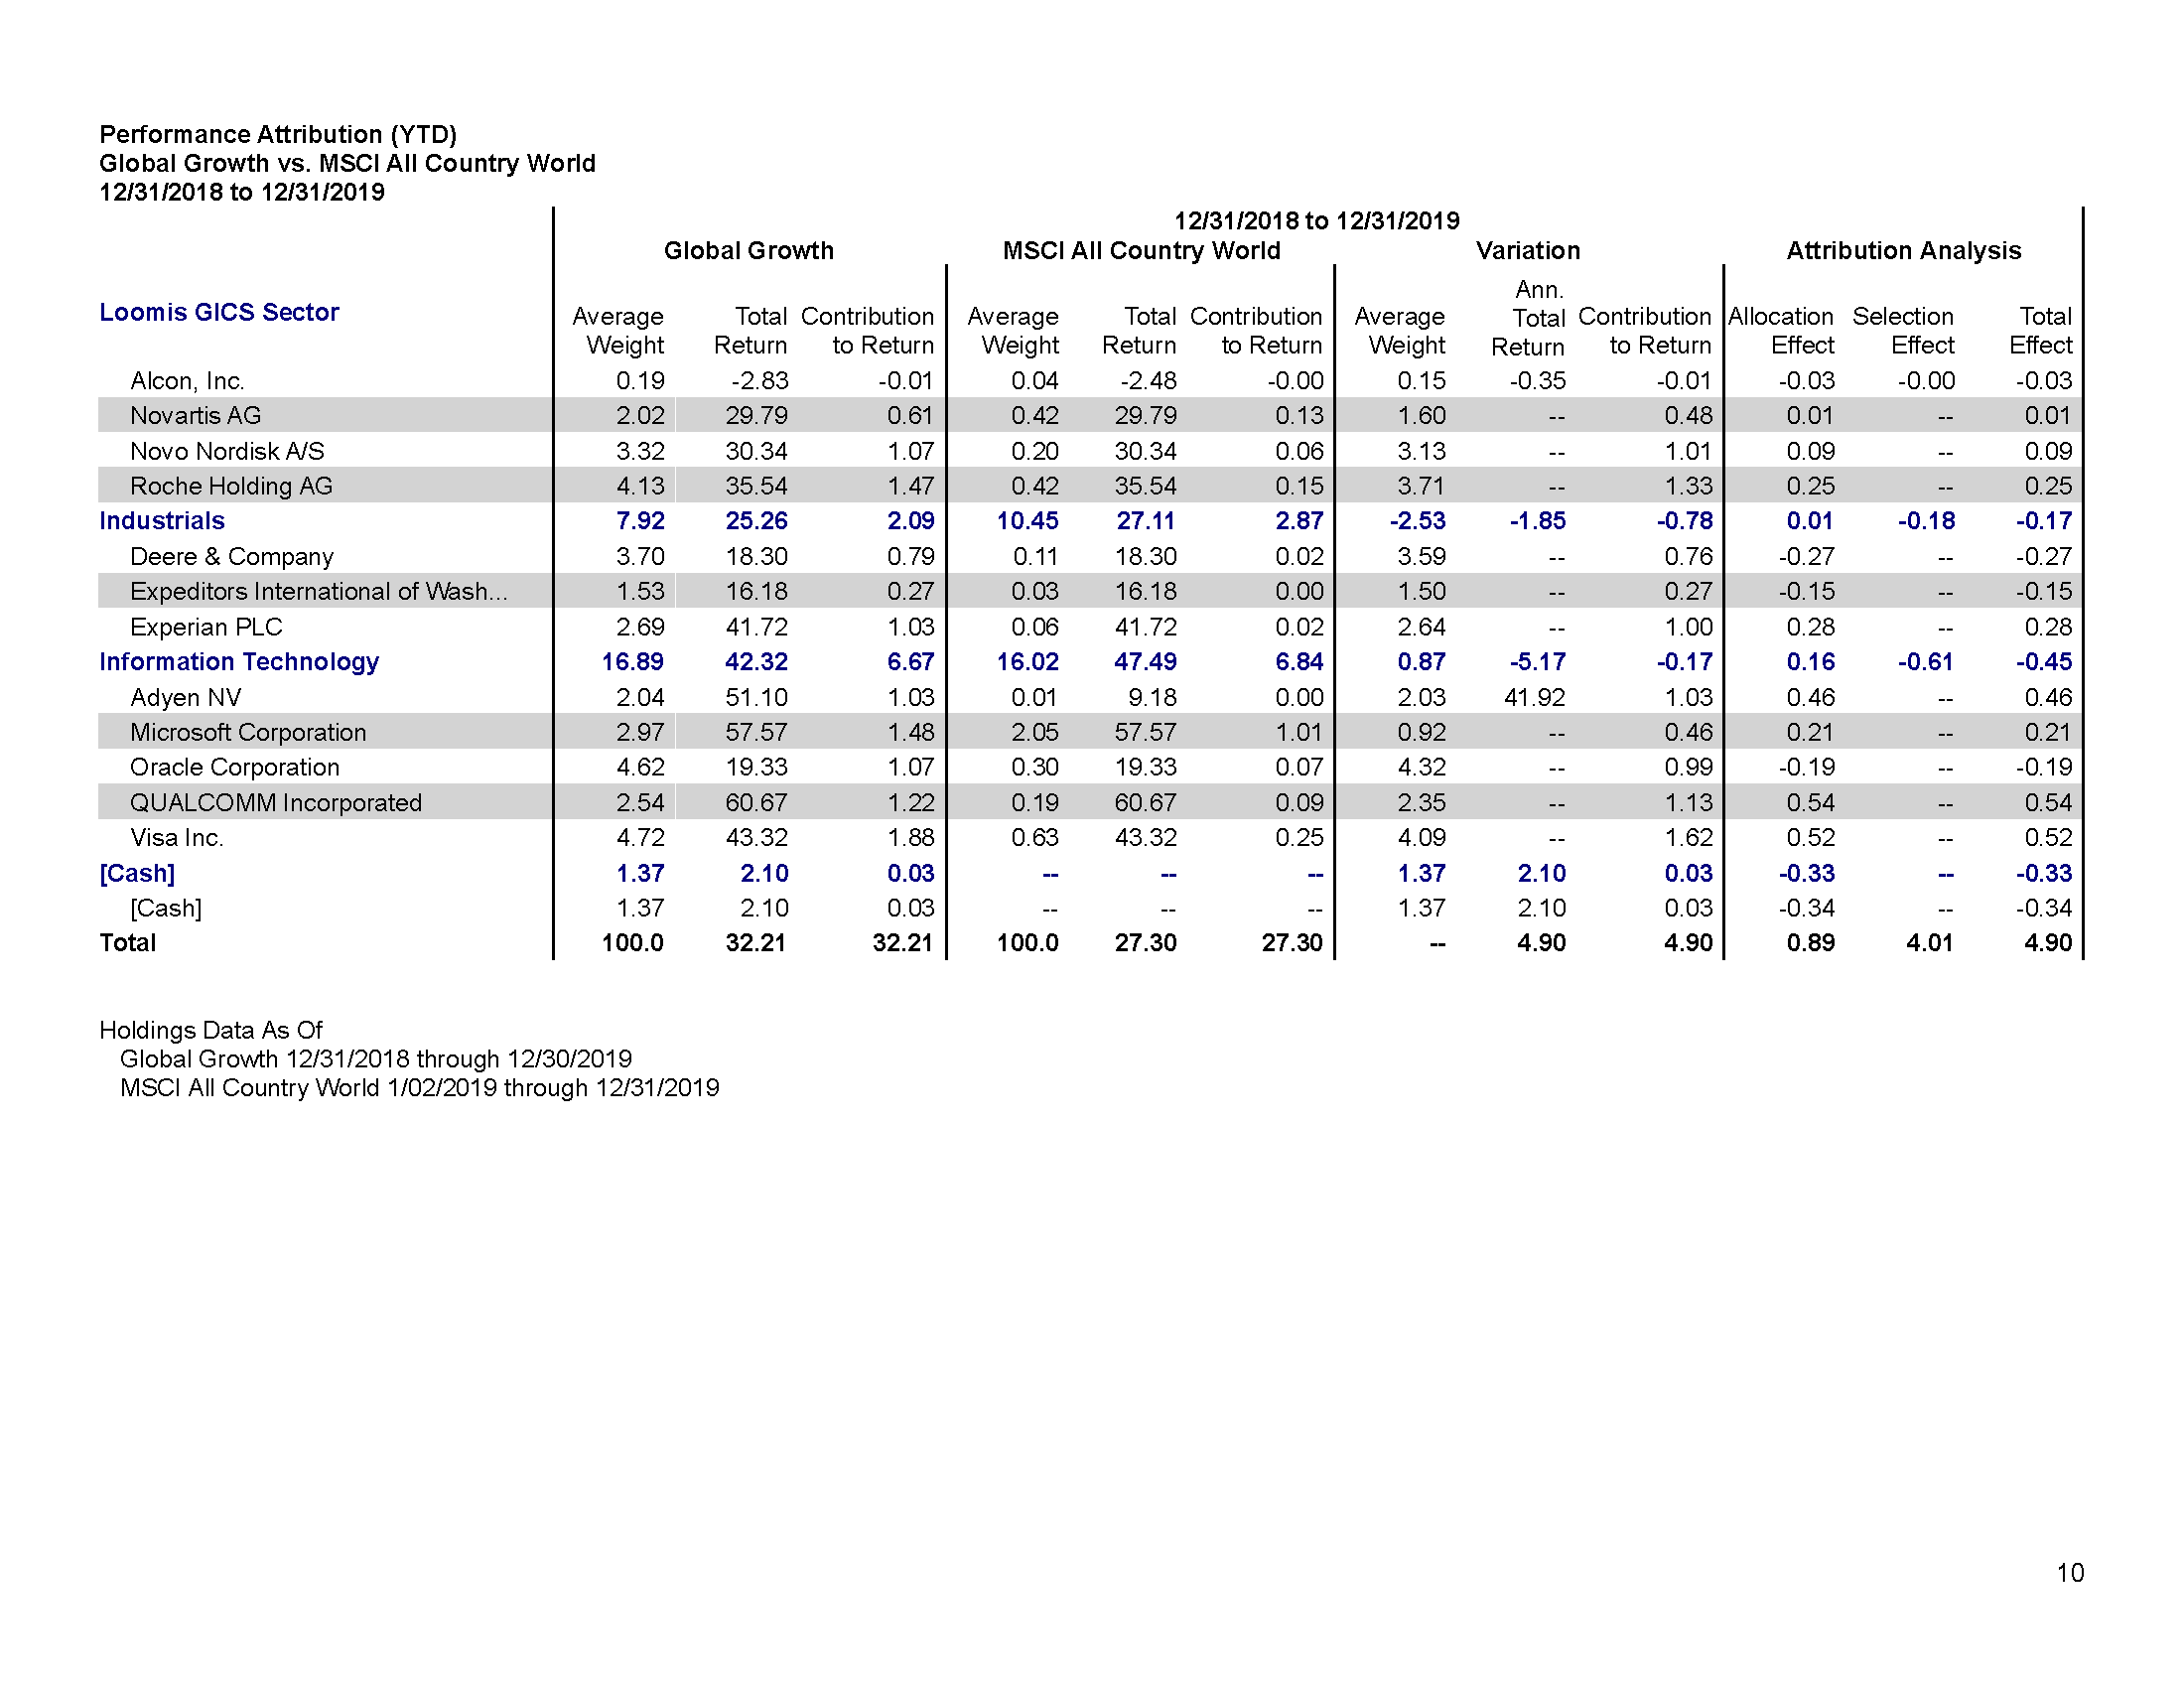 Performance Attribution (YTD)
Global Growth vs. MSCI All Country World
12/31/2018 to 12/31/2019
12/31/2018 to 12/31/2019
Global Growth MSCI All Country World Variation Attribution Analysis
Loomis GICS Sector Average Weight Total Return Contribution to Return Average Weight Total Return Contribution to Return Average Weight Ann. Total Return Contribution to Return Allocation Effect Selection Effect Total Effect
Alcon, Inc. 0.19 -2.83 -0.01 0.04 -2.48 -0.00 0.15 -0.35 -0.01 -0.03 -0.00 -0.03
Novartis AG 2.02 29.79 0.61 0.42 29.79 0.13 1.60 -- 0.48 0.01 -- 0.01
Novo Nordisk A/S 3.32 30.34 1.07 0.20 30.34 0.06 3.13 -- 1.01 0.09 -- 0.09
Roche Holding AG 4.13 35.54 1.47 0.42 35.54 0.15 3.71 -- 1.33 0.25 -- 0.25
Industrials 7.92 25.26 2.09 10.45 27.11 2.87 -2.53 -1.85 -0.78 0.01 -0.18 -0.17
Deere & Company 3.70 18.30 0.79 0.11 18.30 0.02 3.59 -- 0.76 -0.27 -- -0.27
Expeditors International of Wash... 1.53 16.18 0.27 0.03 16.18 0.00 1.50 -- 0.27 -0.15 -- -0.15
Experian PLC 2.69 41.72 1.03 0.06 41.72 0.02 2.64 -- 1.00 0.28 -- 0.28
Information Technology 16.89 42.32 6.67 16.02 47.49 6.84 0.87 -5.17 -0.17 0.16 -0.61 -0.45
Adyen NV 2.04 51.10 1.03 0.01 9.18 0.00 2.03 41.92 1.03 0.46 -- 0.46
Microsoft Corporation 2.97 57.57 1.48 2.05 57.57 1.01 0.92 -- 0.46 0.21 -- 0.21
Oracle Corporation 4.62 19.33 1.07 0.30 19.33 0.07 4.32 -- 0.99 -0.19 -- -0.19
QUALCOMM Incorporated 2.54 60.67 1.22 0.19 60.67 0.09 2.35 -- 1.13 0.54 -- 0.54
Visa Inc. 4.72 43.32 1.88 0.63 43.32 0.25 4.09 -- 1.62 0.52 -- 0.52
[Cash] 1.37 2.10 0.03 -- -- -- 1.37 2.10 0.03 -0.33 -- -0.33
[Cash] 1.37 2.10 0.03 -- -- -- 1.37 2.10 0.03 -0.34 -- -0.34
Total 100.0 32.21 32.21 100.0 27.30 27.30 -- 4.90 4.90 0.89 4.01 4.90
Holdings Data As Of
Global Growth 12/31/2018 through 12/30/2019
MSCI All Country World 1/02/2019 through 12/31/2019
10